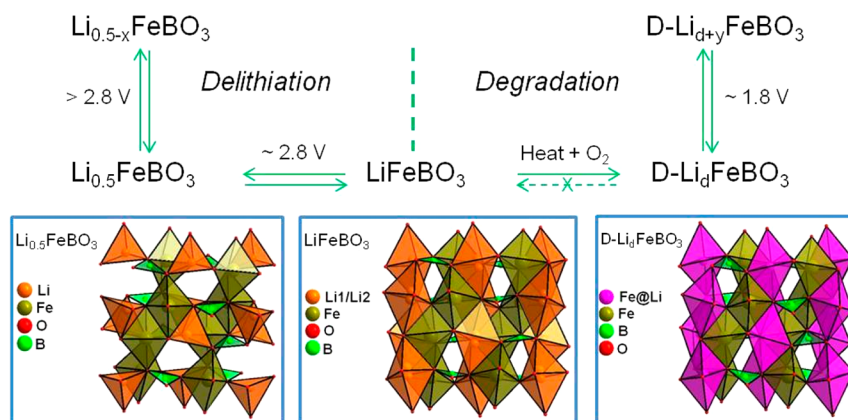 Li0.5-xFeBO3
D-Lid+yFeBO3
Delithiation
Degradation
> 2.8 V
~ 1.8 V
~ 2.8 V
Heat + O2
Li0.5FeBO3
LiFeBO3
X
D-LidFeBO3
Li0.5FeBO3
Li
Fe
O
B
LiFeBO3
Li1/Li2
Fe
O
B
D-LidFeBO3
Fe@Li
Fe
B
O